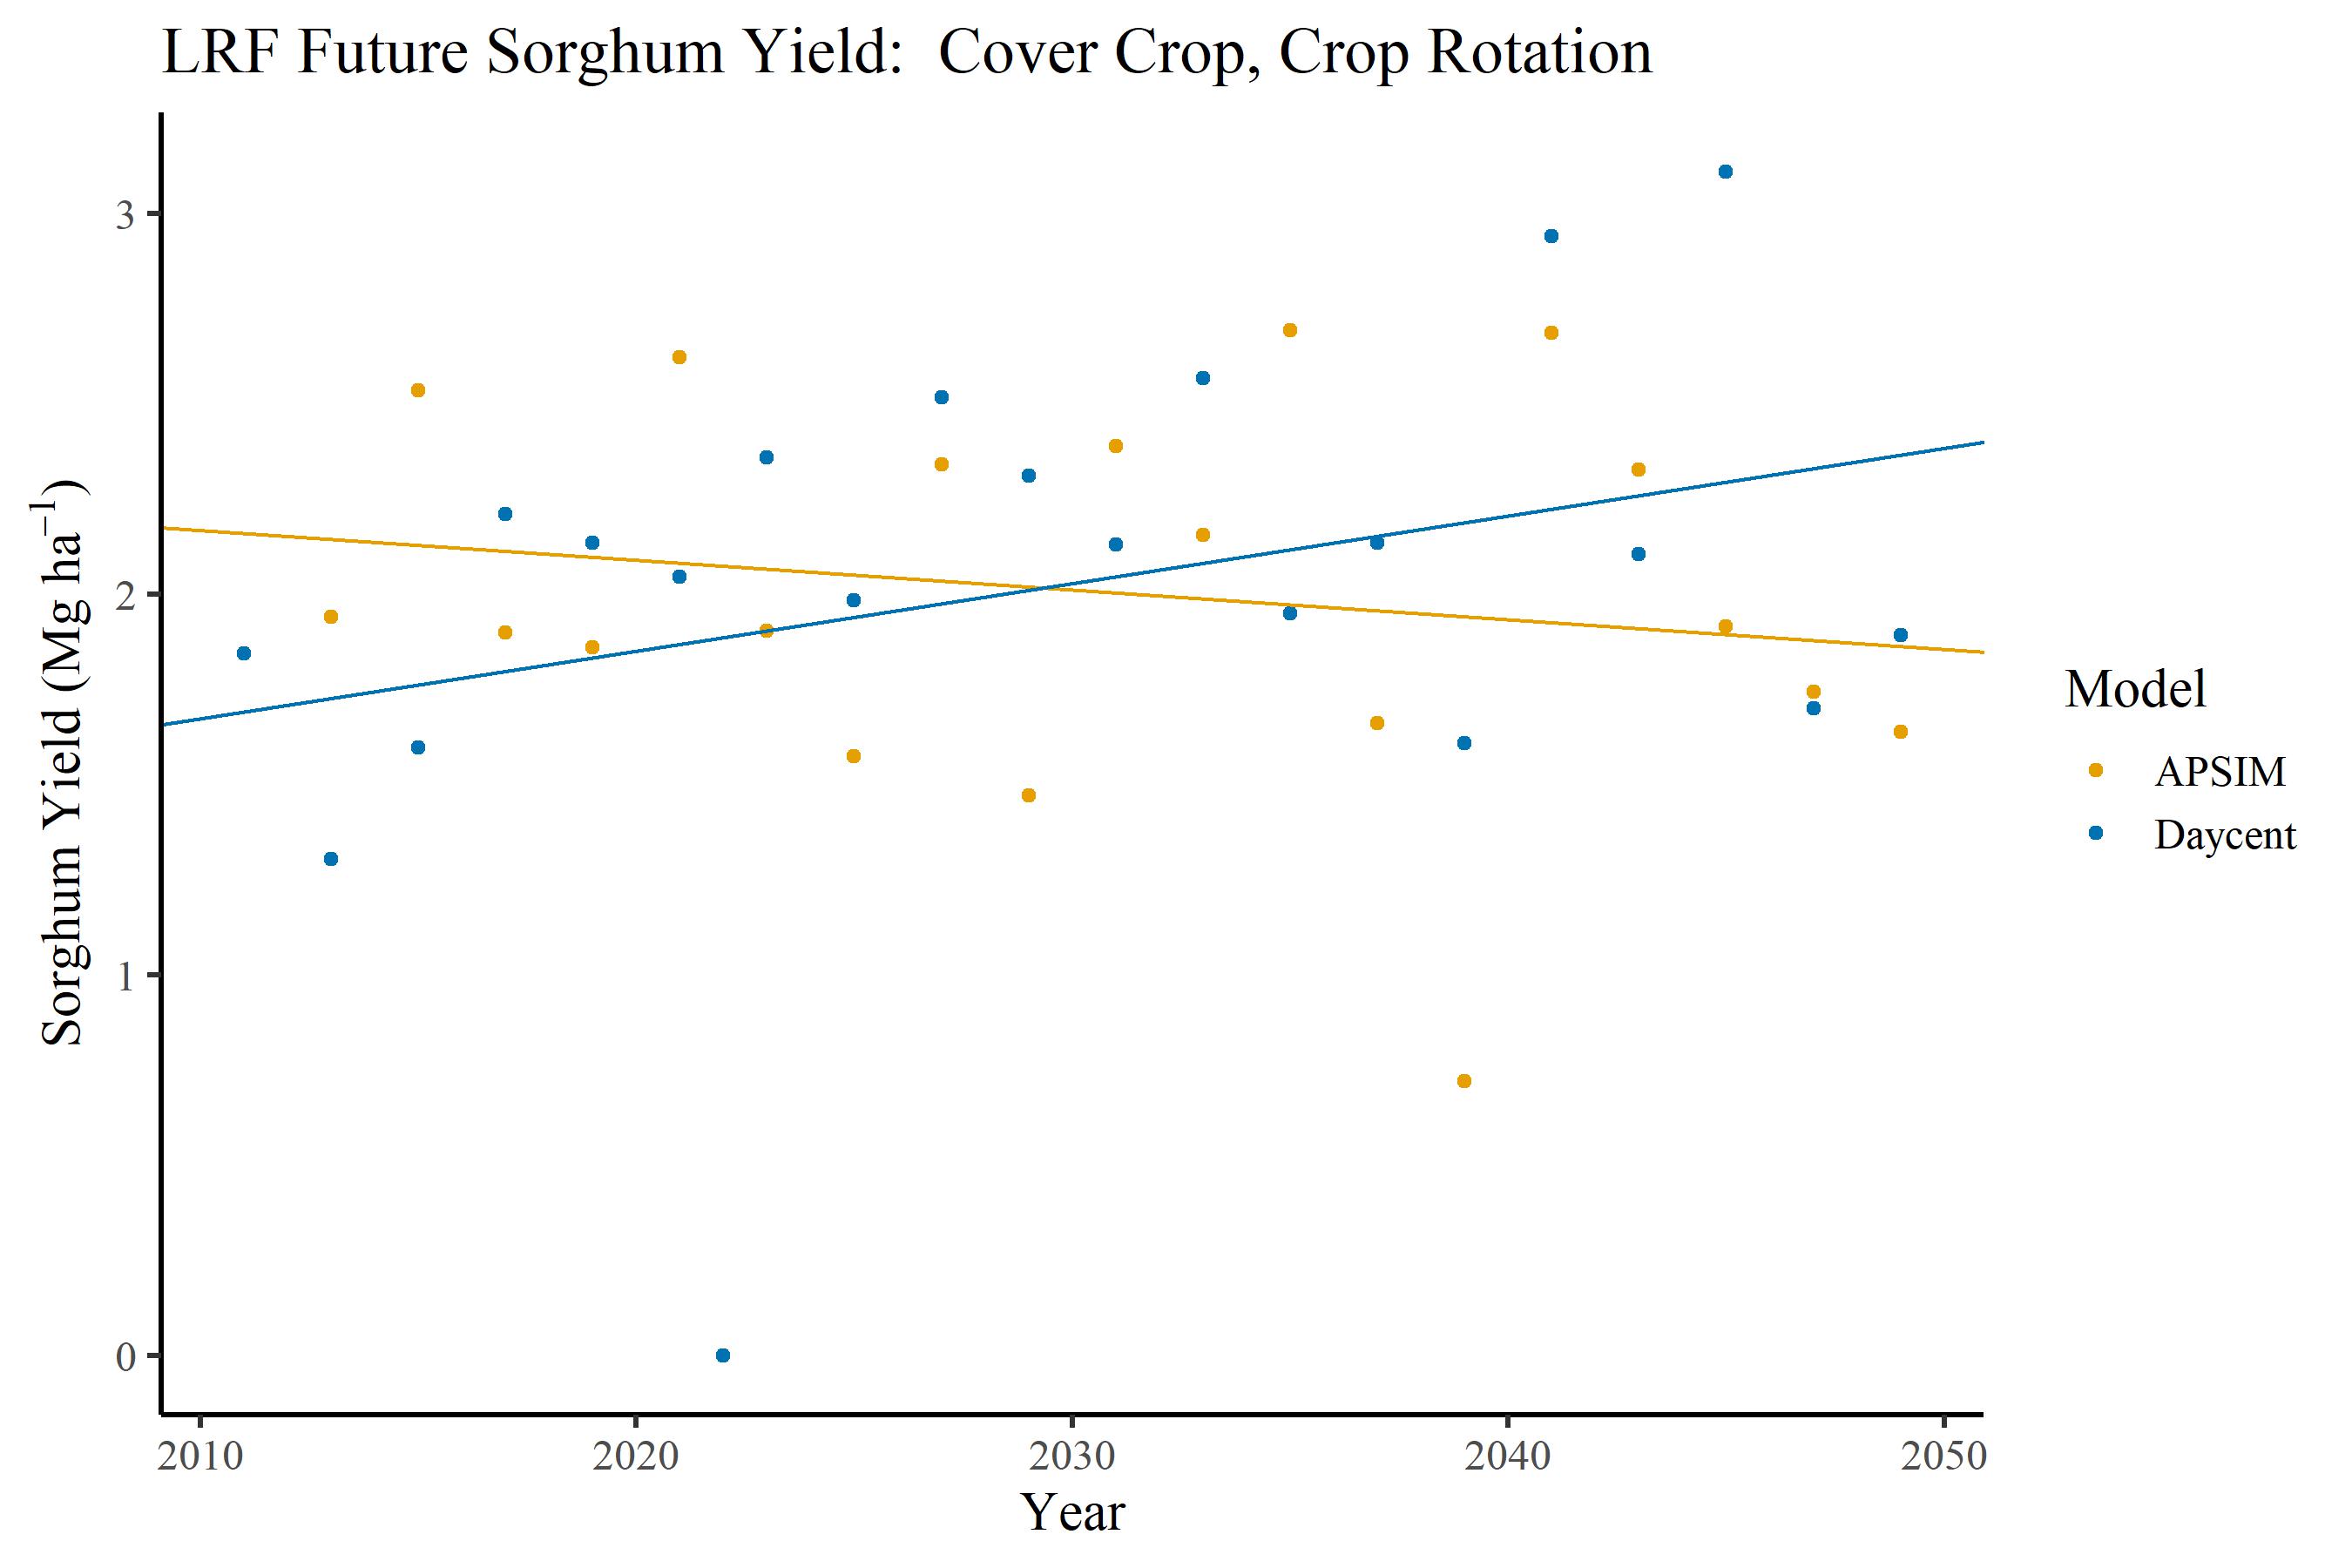 LRF Future Sorghum Yield:  Cover Crop, Crop Rotation
Sorghum Yield (Mg ha⁻¹)
3
2
1
0
2010 2020 2030 2040 2050
Year
Model
APSIM
Daycent